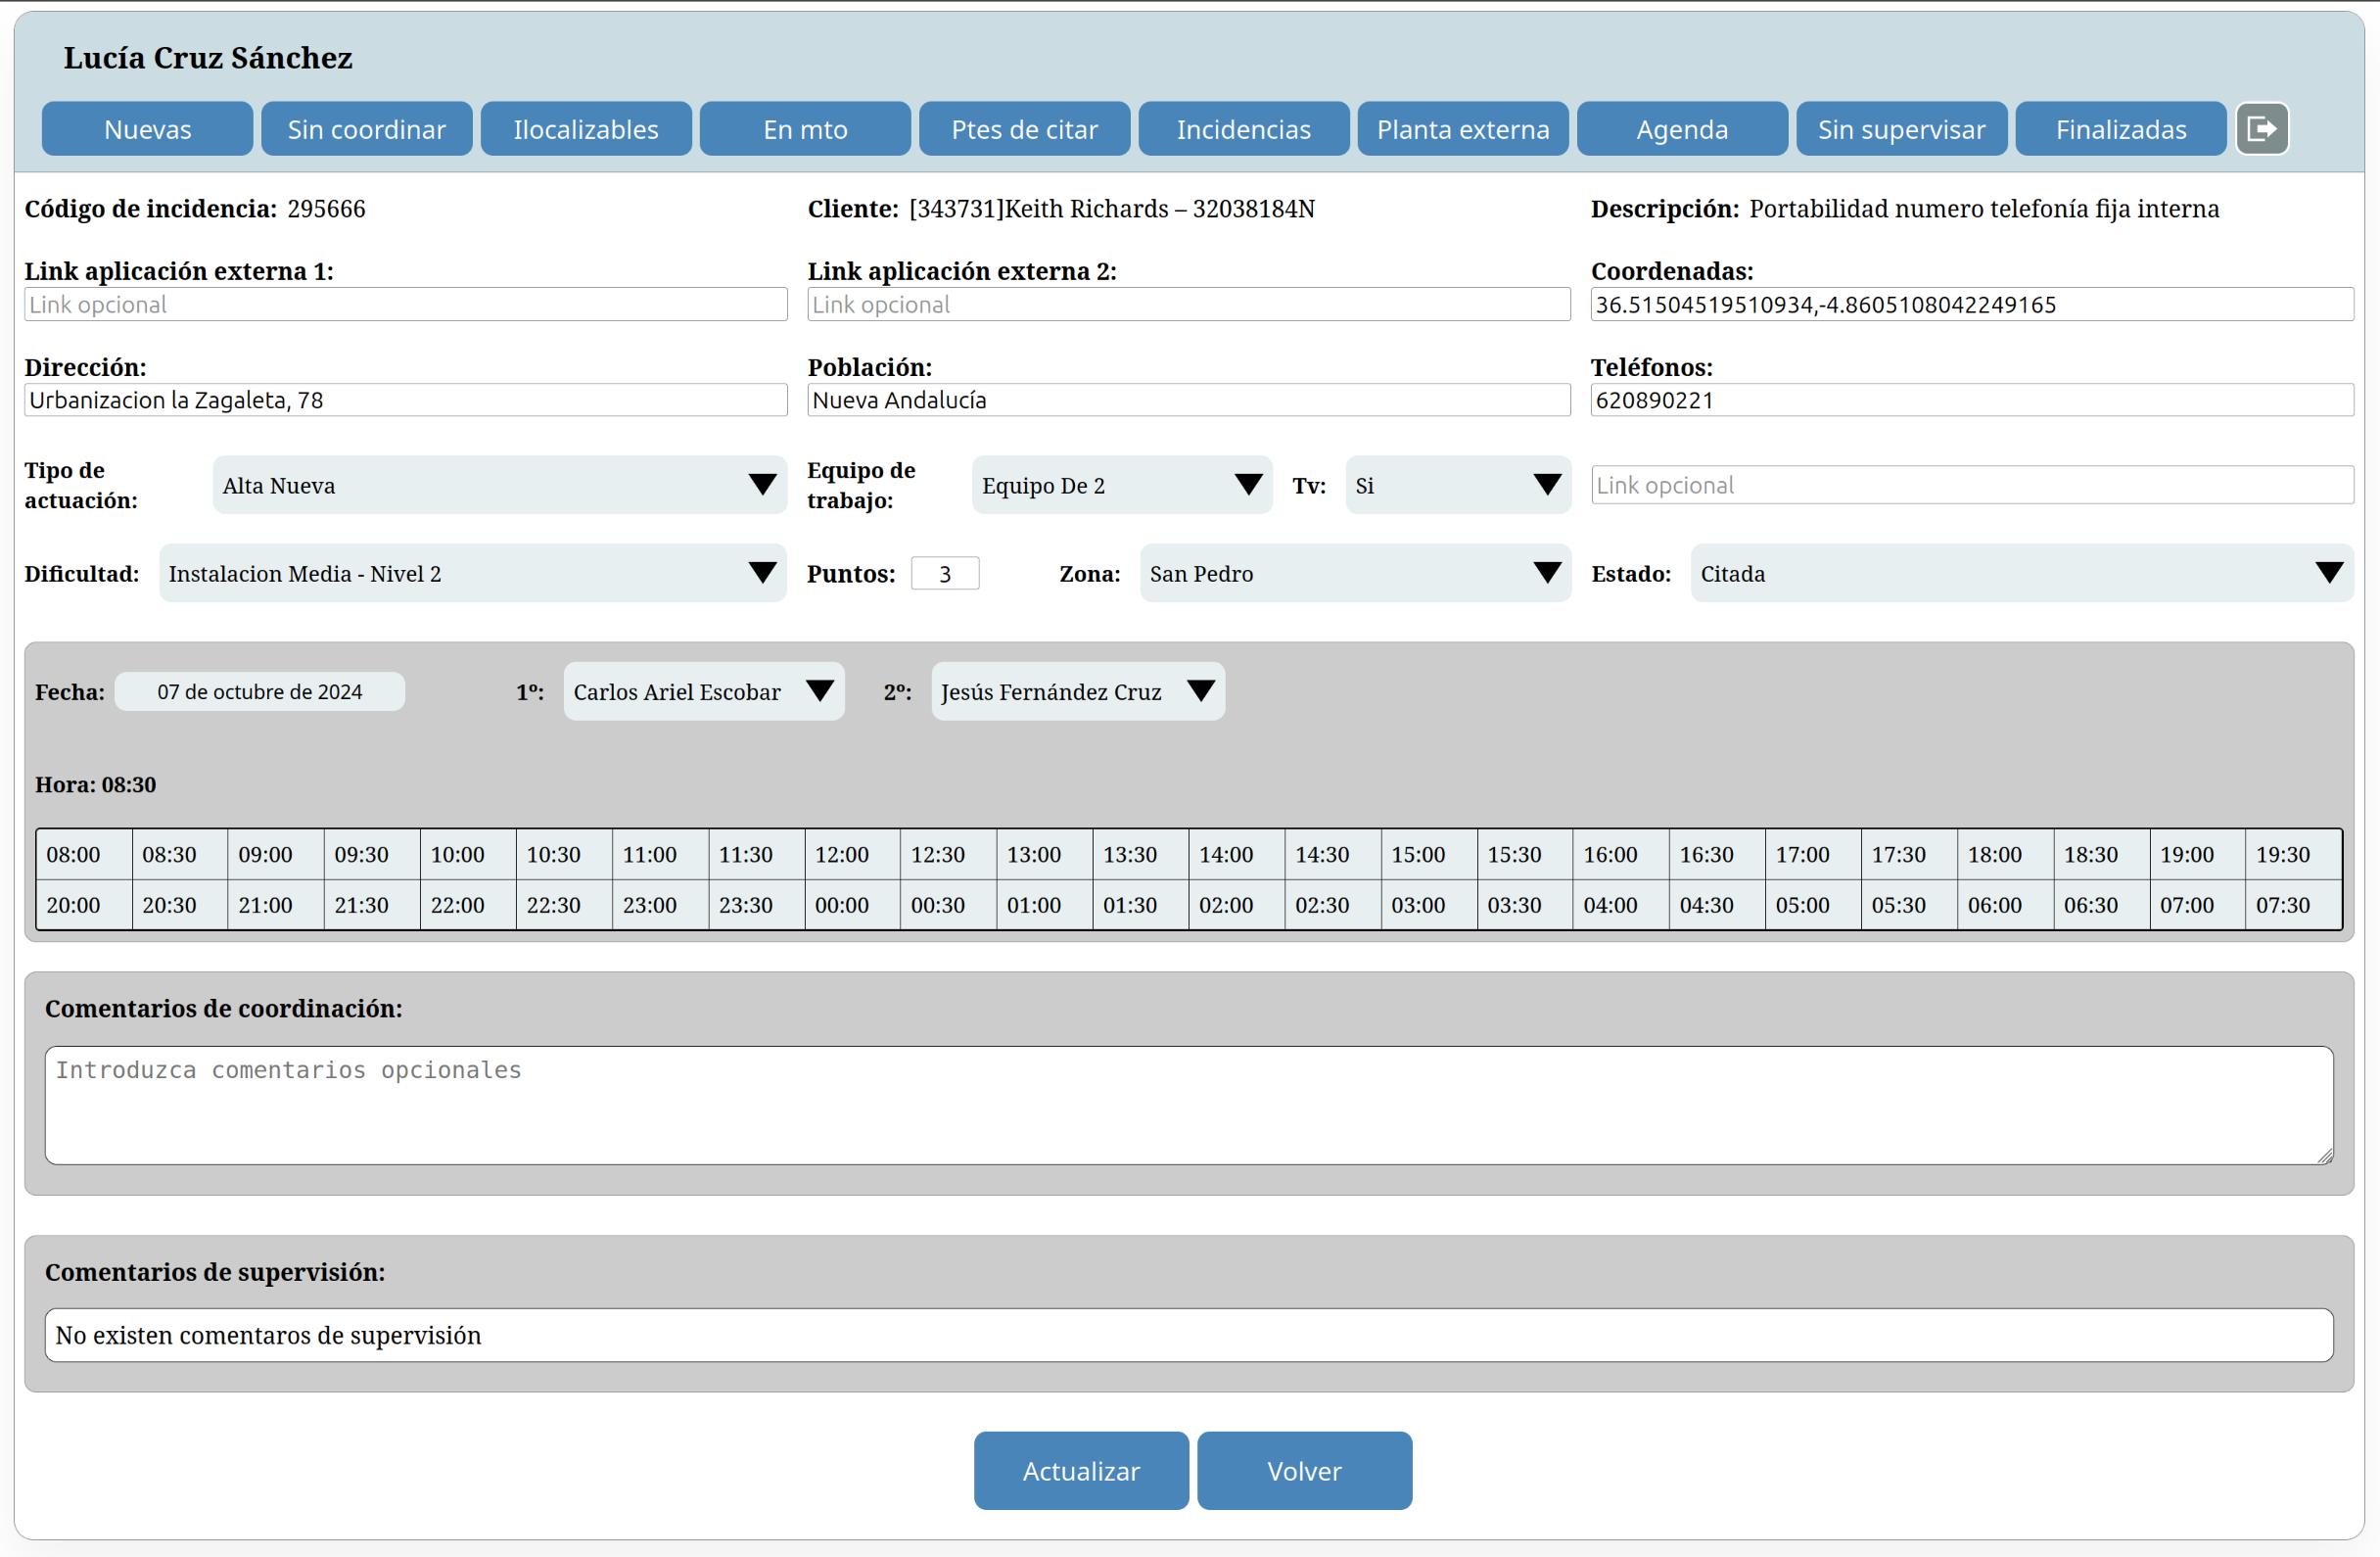 Lucía Cruz Sánchez
Nuevas Sin coordinar Ilocalizables En mto Ptes de citar Incidencias Planta externa Agenda Sin supervisar Finalizadas
Código de incidencia: 295666 Cliente: [343731]Keith Richards – 32038184N Descripción: Portabilidad numero telefonía fija interna
Link aplicación externa 1: Link aplicación externa 2: Coordenadas:
Link opcional Link opcional 36.51504519510934,-4.8605108042249165
Dirección: Población: Teléfonos:
Urbanizacion la Zagaleta, 78 Nueva Andalucía 620890221
Tipo de actuación: Alta Nueva Equipo de trabajo: Equipo De 2 Tv: Si Link opcional
Dificultad: Instalacion Media - Nivel 2 Puntos: 3 Zona: San Pedro Estado: Citada
Fecha: 07 de octubre de 2024 1º: Carlos Ariel Escobar 2º: Jesús Fernández Cruz
Hora: 08:30
08:00 08:30 09:00 09:30 10:00 10:30 11:00 11:30 12:00 12:30 13:00 13:30 14:00 14:30 15:00 15:30 16:00 16:30 17:00 17:30 18:00 18:30 19:00 19:30
20:00 20:30 21:00 21:30 22:00 22:30 23:00 23:30 00:00 00:30 01:00 01:30 02:00 02:30 03:00 03:30 04:00 04:30 05:00 05:30 06:00 06:30 07:00 07:30
Comentarios de coordinación:
Introduzca comentarios opcionales
Comentarios de supervisión:
No existen comentaros de supervisión
Actualizar Volver